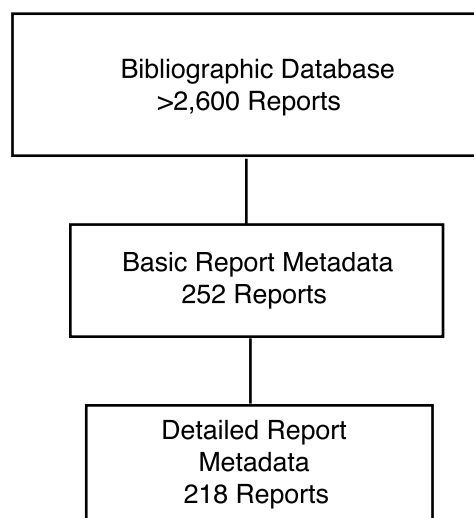 Bibliographic Database
>2,600 Reports
Basic Report Metadata
252 Reports
Detailed Report
Metadata
218 Reports